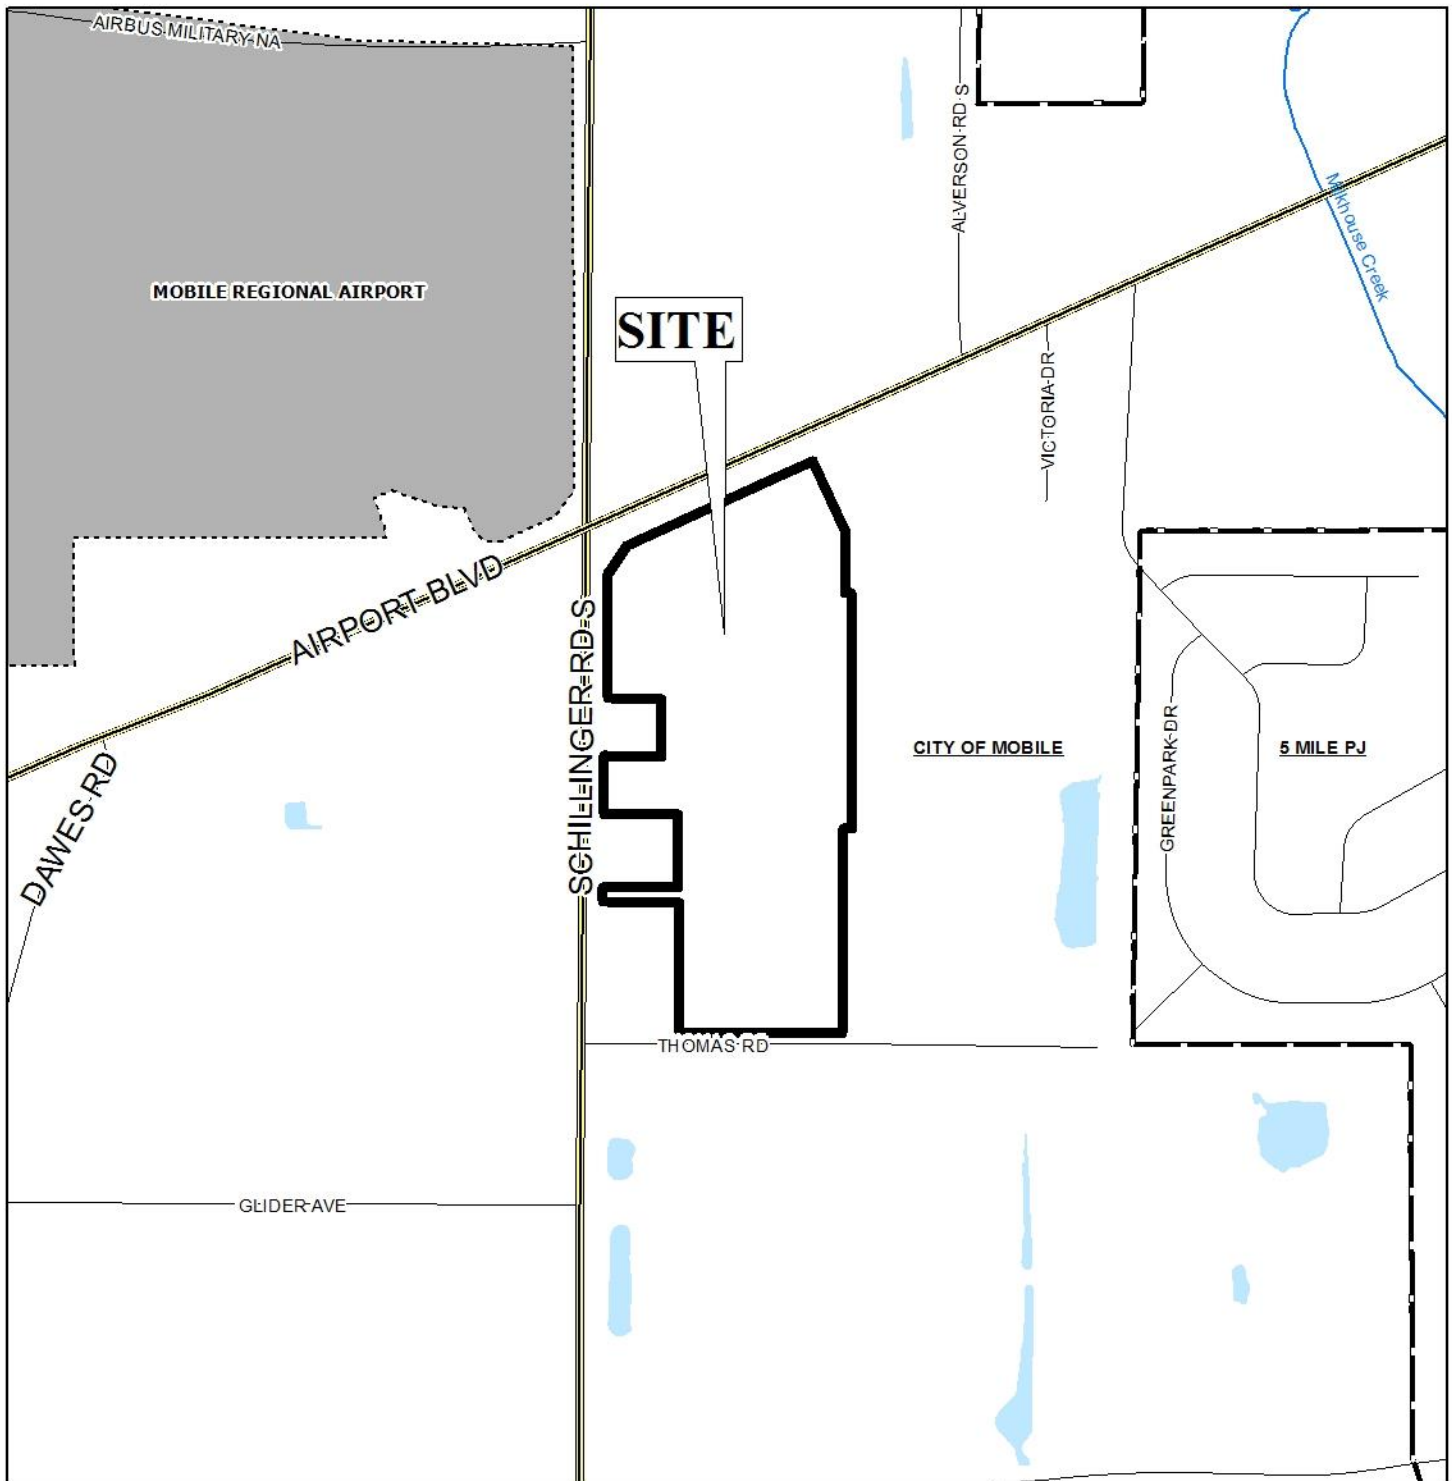 AIRBUS MILITARY NA
ALVERSON RD S
Milkhouse Creek
MOBILE REGIONAL AIRPORT
SITE
VICTORIA DR
AIRPORT BLVD
SCHILLINGER RD S
GREENPARK DR
CITY OF MOBILE
5 MILE PJ
DAWES RD
THOMAS RD
GLIDER AVE